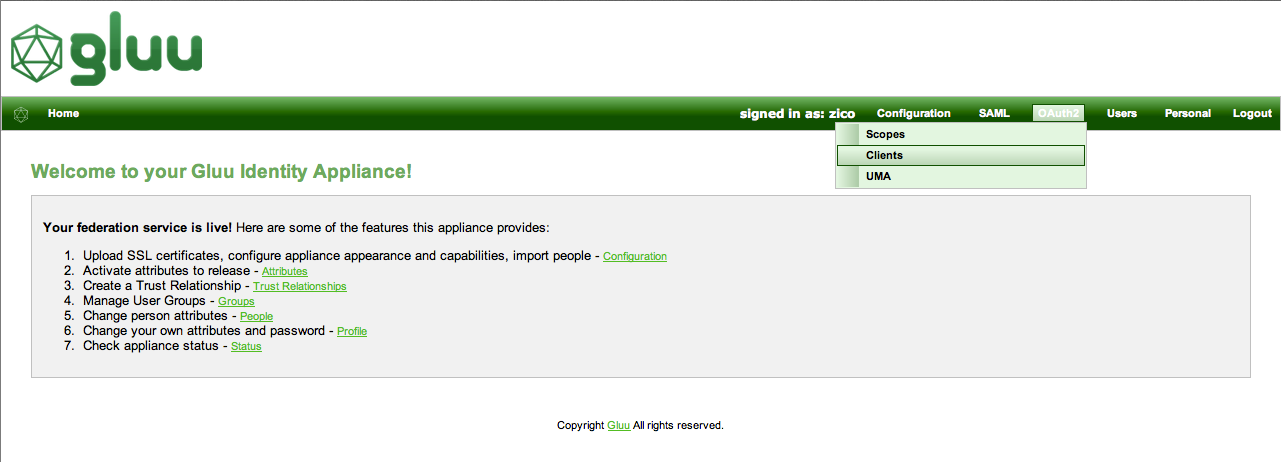 gluu
Home signed in as: zico Configuration SAML OAuth2 Users Personal Logout
Scopes
Clients
UMA
Welcome to your Gluu Identity Appliance!
Your federation service is live! Here are some of the features this appliance provides:
1. Upload SSL certificates, configure appliance appearance and capabilities, import people - Configuration
2. Activate attributes to release - Attributes
3. Create a Trust Relationship - Trust Relationships
4. Manage User Groups - Groups
5. Change person attributes - People
6. Change your own attributes and password - Profile
7. Check appliance status - Status
Copyright Gluu All rights reserved.